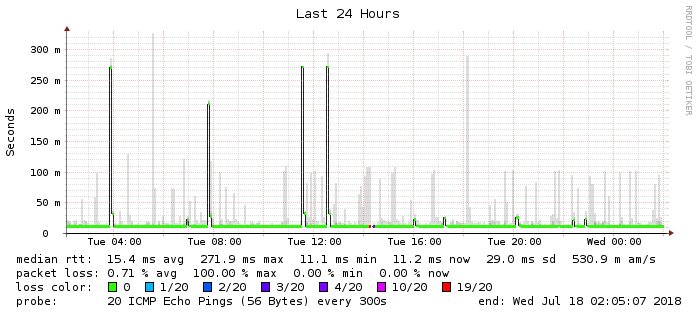 Last 24 Hours
RRDTOOL / TOBI OETIKER
Seconds
300 m
250 m
200 m
150 m
100 m
50 m
0
Tue 04:00 Tue 08:00 Tue 12:00 Tue 16:00 Tue 20:00 Wed 00:00
median rtt: 15.4 ms avg 271.9 ms max 11.1 ms min 11.2 ms now 29.0 ms sd 530.9 m am/s
packet loss: 0.71 % avg 100.00 % max 0.00 % min 0.00 % now
loss color: 0 1/20 2/20 3/20 4/20 10/20 19/20
probe: 20 ICMP Echo Pings (56 Bytes) every 300s end: Wed Jul 18 02:05:07 2018